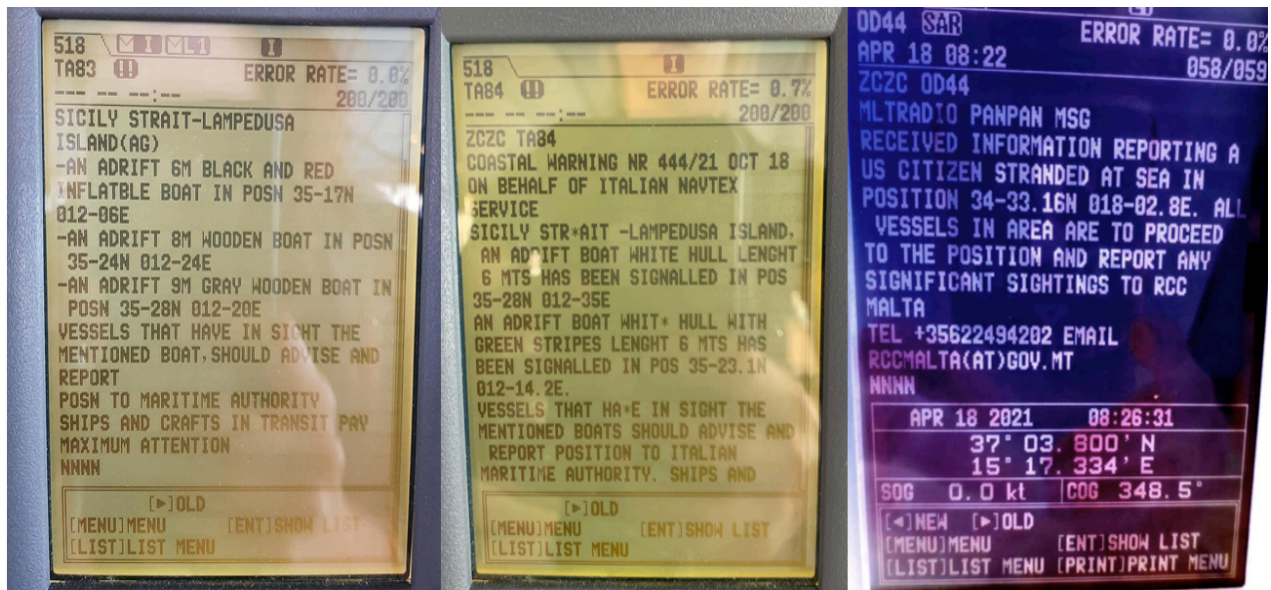 518 M I M L1 I
TA83 !! ERROR RATE= 0.0%
--- -- --:-- 200/200
SICILY STRAIT-LAMPEDUSA
ISLAND(AG)
-AN ADRIFT 6M BLACK AND RED
INFLATBLE BOAT IN POSN 35-17N
012-06E
-AN ADRIFT 8M WOODEN BOAT IN POSN
35-24N 012-24E
-AN ADRIFT 9M GRAY WOODEN BOAT IN
POSN 35-28N 012-20E
VESSELS THAT HAVE IN SIGHT THE
MENTIONED BOAT,SHOULD ADVISE AND
REPORT
POSN TO MARITIME AUTHORITY
SHIPS AND CRAFTS IN TRANSIT PAY
MAXIMUM ATTENTION
NNNN
[▶]OLD
[MENU]MENU [ENT]SHOW LIST
[LIST]LIST MENU
518 I
TA84 !! ERROR RATE= 0.7%
--- -- --:-- 200/200
ZCZC TA84
COASTAL WARNING NR 444/21 OCT 18
ON BEHALF OF ITALIAN NAVTEX
SERVICE
SICILY STR*AIT -LAMPEDUSA ISLAND,
AN ADRIFT BOAT WHITE HULL LENGHT
6 MTS HAS BEEN SIGNALLED IN POS
35-28N 012-35E
AN ADRIFT BOAT WHIT* HULL WITH
GREEN STRIPES LENGHT 6 MTS HAS
BEEN SIGNALLED IN POS 35-23.1N
012-14.2E.
VESSELS THAT HA*E IN SIGHT THE
MENTIONED BOATS SHOULD ADVISE AND
REPORT POSITION TO ITALIAN
MARITIME AUTHORITY. SHIPS AND
[▶]OLD
[MENU]MENU [ENT]SHOW LIST
[LIST]LIST MENU
OD44 SAR ERROR RATE= 0.0%
APR 18 08:22 058/059
ZCZC OD44
MLTRADIO PANPAN MSG
RECEIVED INFORMATION REPORTING A
US CITIZEN STRANDED AT SEA IN
POSITION 34-33.16N 018-02.8E. ALL
VESSELS IN AREA ARE TO PROCEED
TO THE POSITION AND REPORT ANY
SIGNIFICANT SIGHTINGS TO RCC
MALTA
TEL +35622494202 EMAIL
RCCMALTA(AT)GOV.MT
NNNN
APR 18 2021 08:26:31
37° 03. 800' N
15° 17. 334' E
SOG 0.0 kt COG 348.5°
[◀]NEW [▶]OLD
[MENU]MENU [ENT]SHOW LIST
[LIST]LIST MENU [PRINT]PRINT MENU